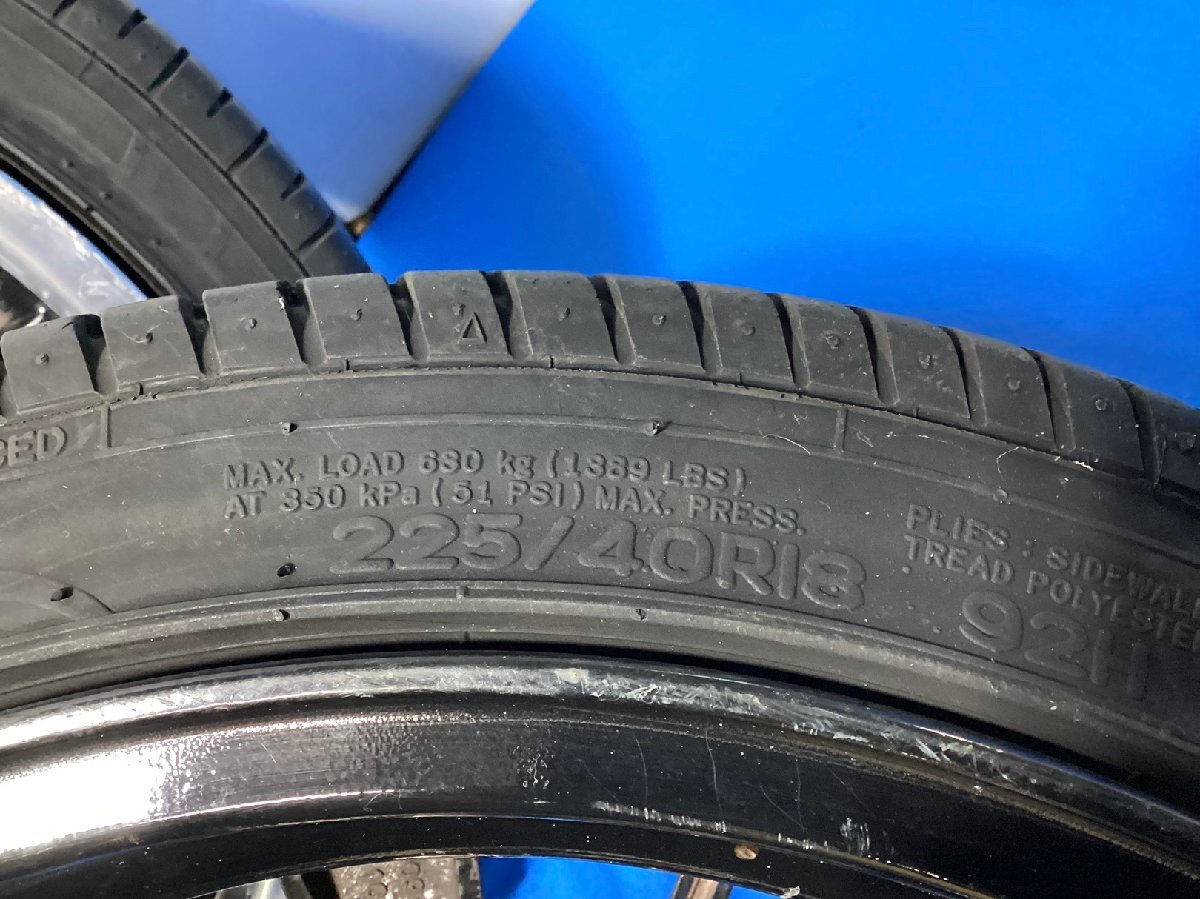 CED
MAX. LOAD 630 kg (1389 LBS)
AT 350 kPa (51 PSI) MAX. PRESS.
225/40R18
PLIES : SIDEWALL
TREAD POLYESTER
92H